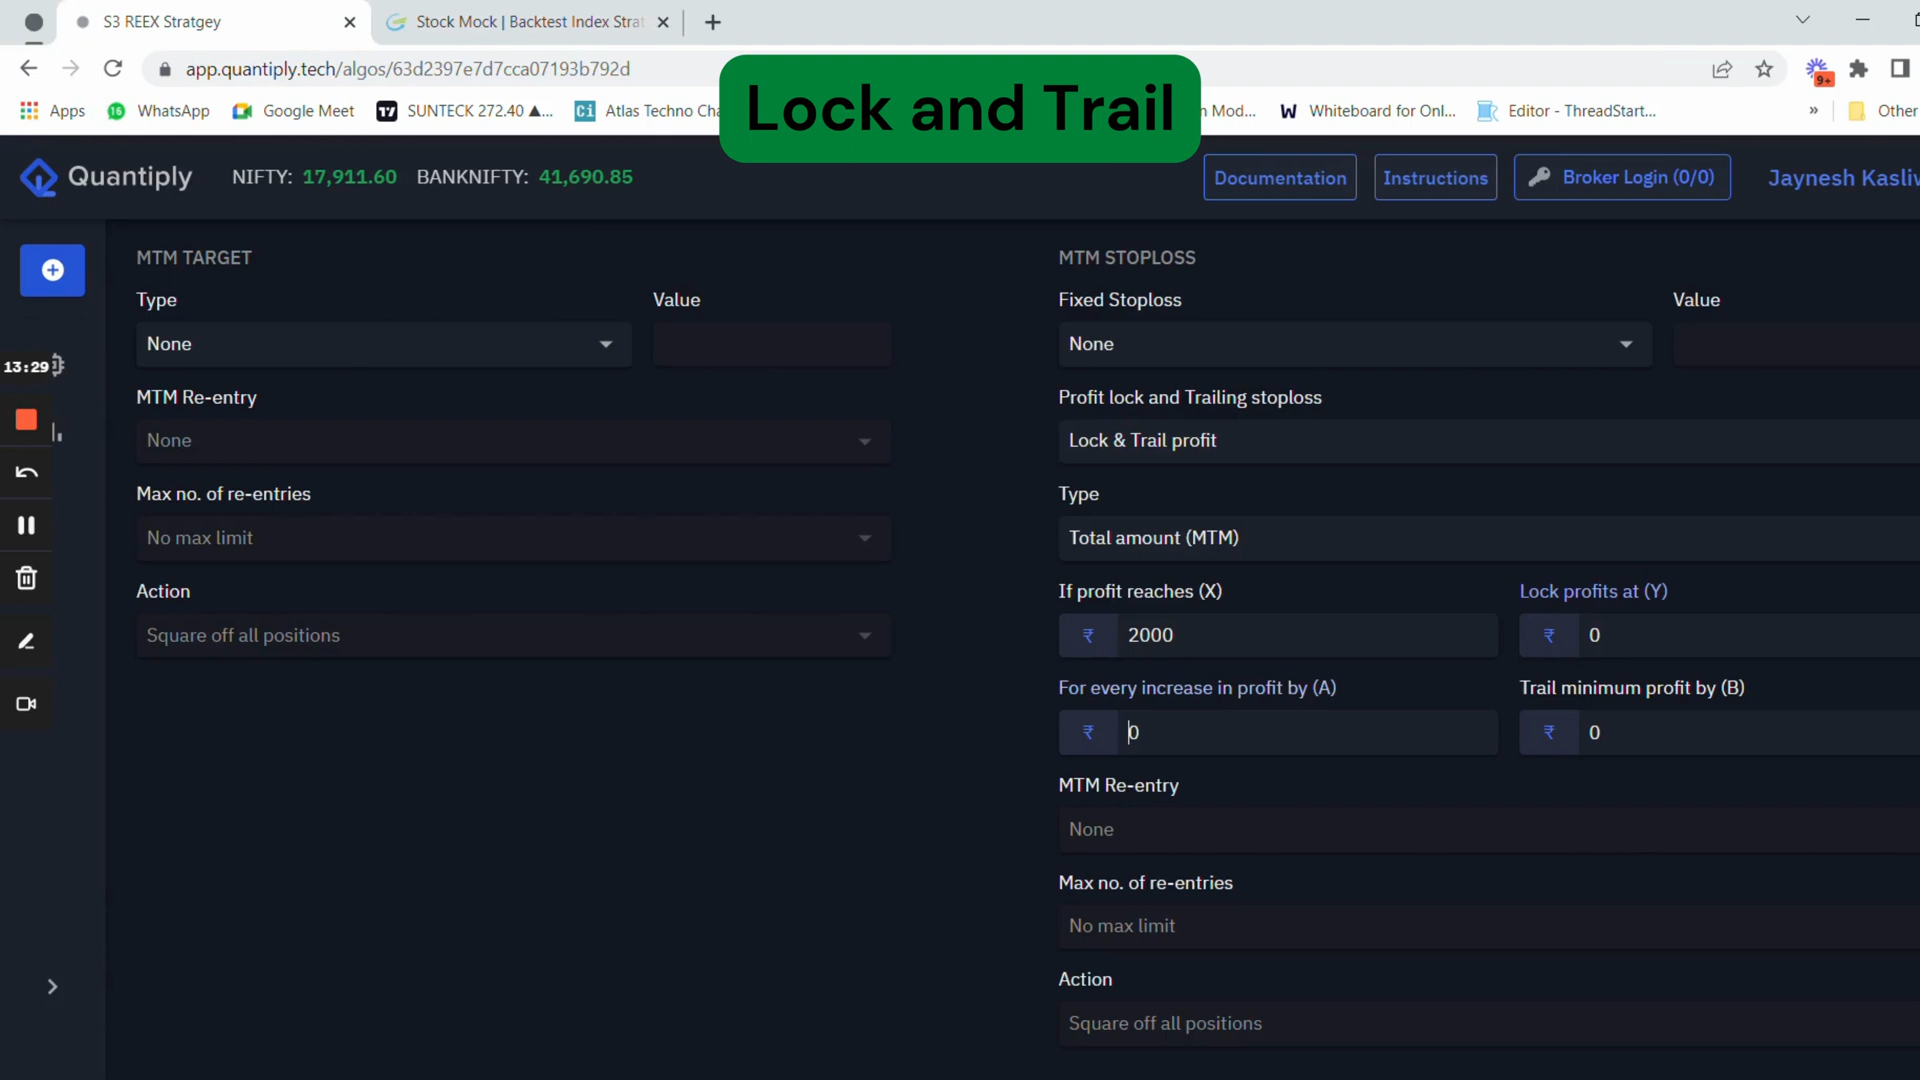 S3 REEX Stratgey
Stock Mock | Backtest Index Strat
app.quantiply.tech/algos/63d2397e7d7cca07193b792d
9+
Apps
16
WhatsApp
Google Meet
SUNTECK 272.40 ▲...
Ci
Atlas Techno Cha
n Mod...
W
Whiteboard for Onl...
Editor - ThreadStart...
»
Other
Lock and Trail
Quantiply
NIFTY: 17,911.60 BANKNIFTY: 41,690.85
Documentation
Instructions
Broker Login (0/0)
Jaynesh Kasliv
13:29
MTM TARGET
Type
Value
None
MTM Re-entry
None
Max no. of re-entries
No max limit
Action
Square off all positions
MTM STOPLOSS
Fixed Stoploss
Value
None
Profit lock and Trailing stoploss
Lock & Trail profit
Type
Total amount (MTM)
If profit reaches (X)
Lock profits at (Y)
₹ 2000
₹ 0
For every increase in profit by (A)
Trail minimum profit by (B)
₹ 0
₹ 0
MTM Re-entry
None
Max no. of re-entries
No max limit
Action
Square off all positions